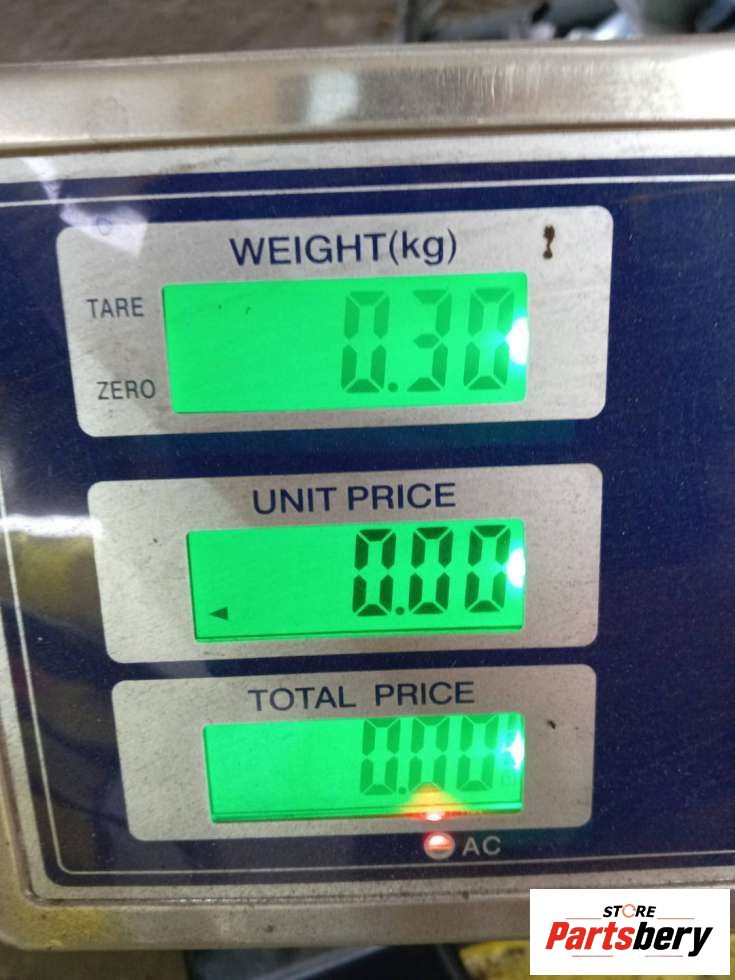 WEIGHT(kg)
TARE
0.30
ZERO
UNIT PRICE
0.00
TOTAL PRICE
0.00
AC
STORE
Partsbery